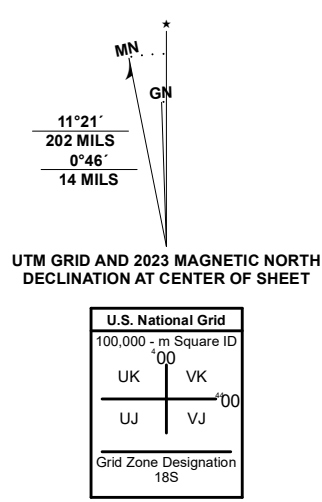 ★
MN
GN
11°21´
202 MILS
0°46´
14 MILS
UTM GRID AND 2023 MAGNETIC NORTH
DECLINATION AT CENTER OF SHEET
U.S. National Grid
100,000 - m Square ID
⁴00
UK VK
⁴⁴00
UJ VJ
Grid Zone Designation
18S